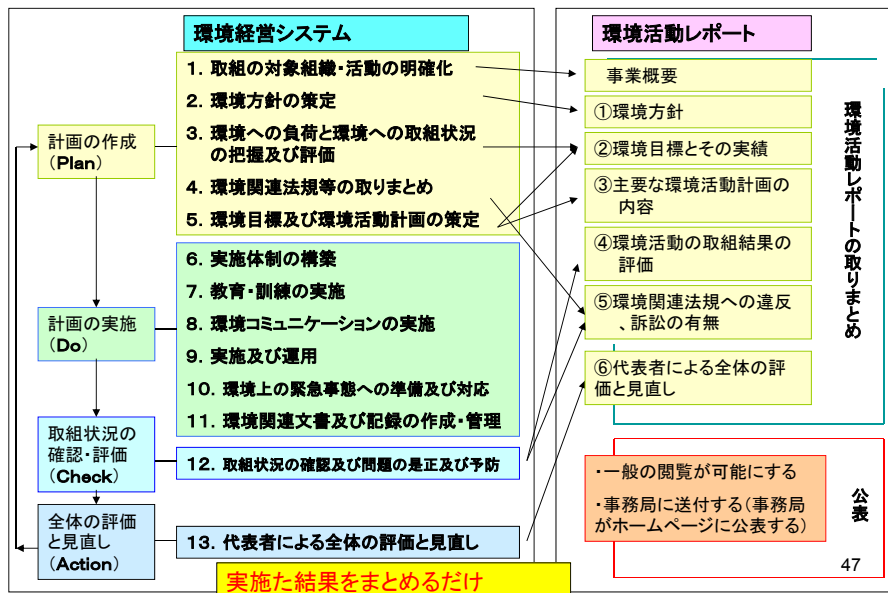 環境経営システム
計画の作成
(Plan)
計画の実施
(Do)
取組状況の
確認・評価
(Check)
全体の評価
と見直し
(Action)
1. 取組の対象組織・活動の明確化
2. 環境方針の策定
3. 環境への負荷と環境への取組状況
の把握及び評価
4. 環境関連法規等の取りまとめ
5. 環境目標及び環境活動計画の策定
6. 実施体制の構築
7. 教育・訓練の実施
8. 環境コミュニケーションの実施
9. 実施及び運用
10. 環境上の緊急事態への準備及び対応
11. 環境関連文書及び記録の作成・管理
12. 取組状況の確認及び問題の是正及び予防
13. 代表者による全体の評価と見直し
実施た結果をまとめるだけ
環境活動レポート
事業概要
①環境方針
②環境目標とその実績
③主要な環境活動計画の
内容
④環境活動の取組結果の
評価
⑤環境関連法規への違反
、訴訟の有無
⑥代表者による全体の評
価と見直し
環境活動レポートの取りまとめ
・一般の閲覧が可能にする
・事務局に送付する(事務局
がホームページに公表する)
公表
47